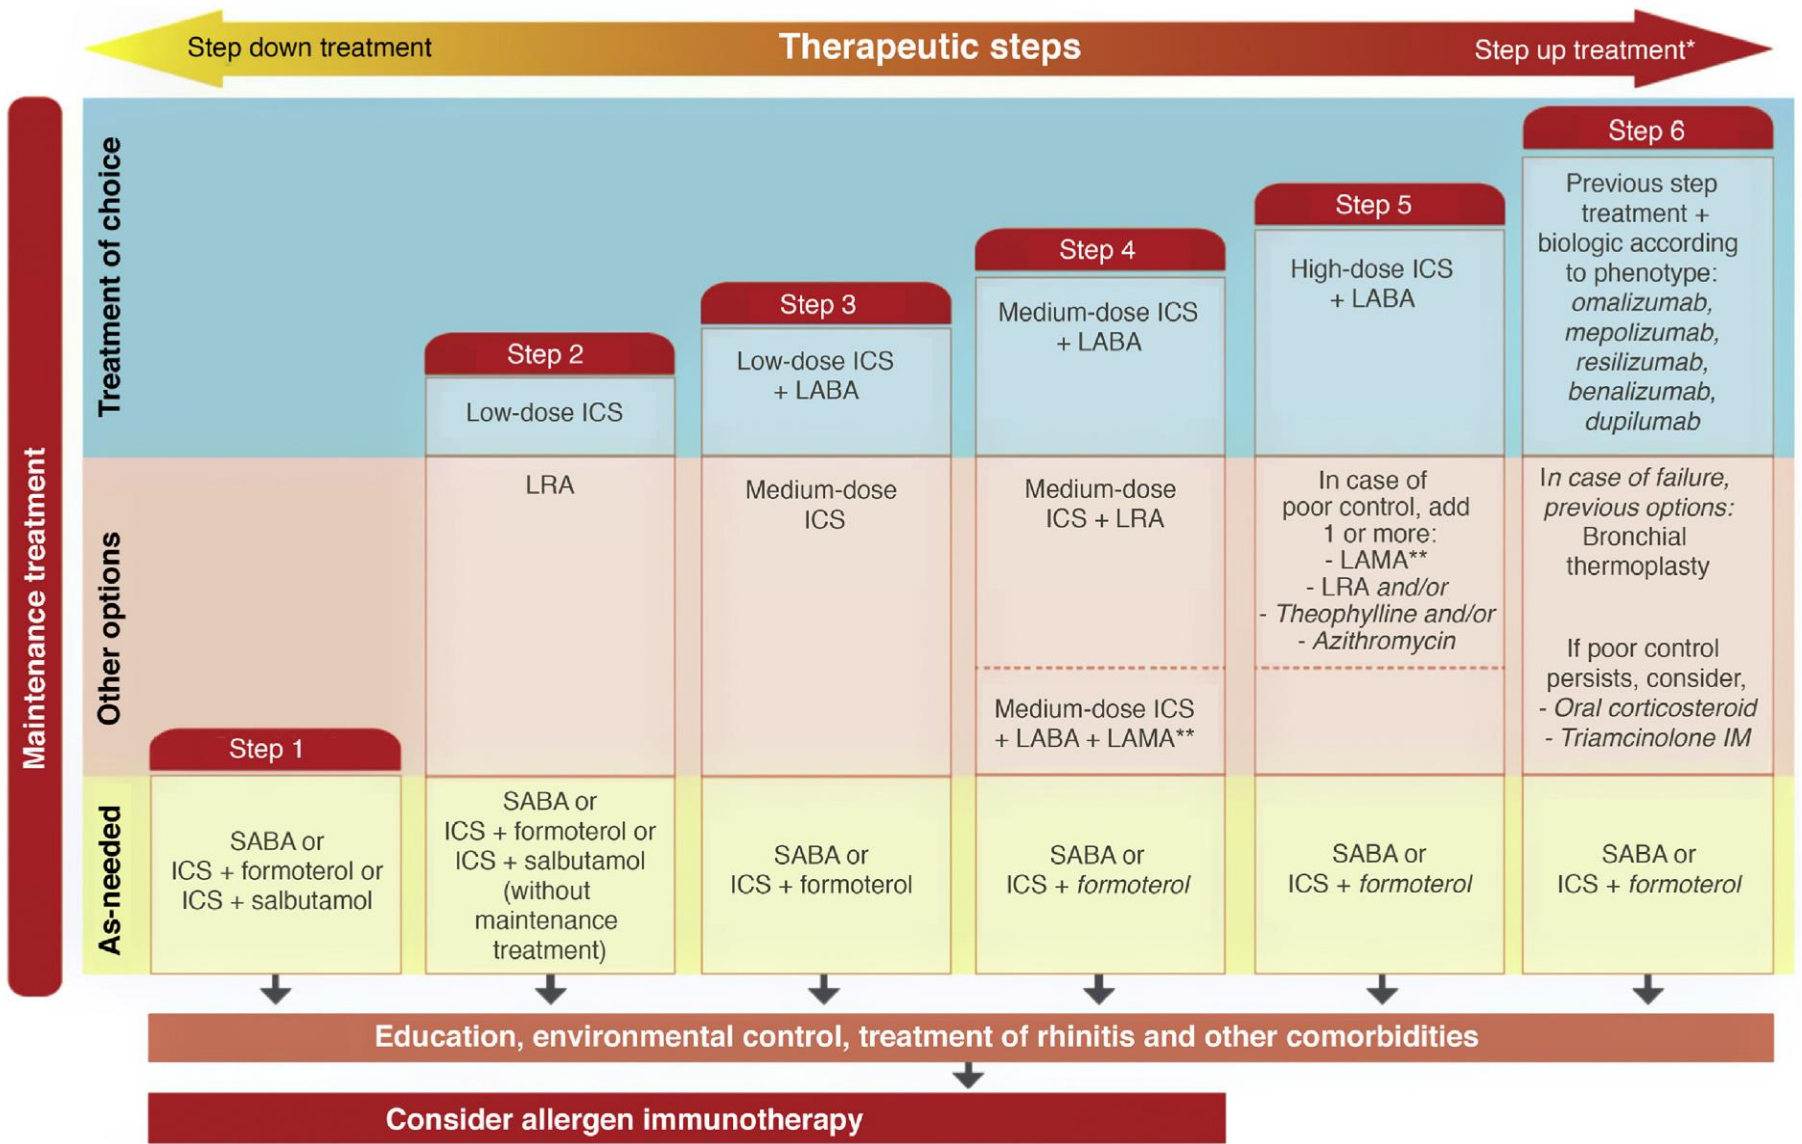 Step down treatment
Therapeutic steps
Step up treatment*
Maintenance treatment
Treatment of choice
Other options
As-needed
Step 1
SABA or
ICS + formoterol or
ICS + salbutamol
Step 2
Low-dose ICS
LRA
SABA or
ICS + formoterol or
ICS + salbutamol
(without
maintenance
treatment)
Step 3
Low-dose ICS
+ LABA
Medium-dose
ICS
SABA or
ICS + formoterol
Step 4
Medium-dose ICS
+ LABA
Medium-dose
ICS + LRA
Medium-dose ICS
+ LABA + LAMA**
SABA or
ICS + formoterol
Step 5
High-dose ICS
+ LABA
In case of
poor control, add
1 or more:
- LAMA**
- LRA and/or
- Theophylline and/or
- Azithromycin
SABA or
ICS + formoterol
Step 6
Previous step
treatment +
biologic according
to phenotype:
omalizumab,
mepolizumab,
resilizumab,
benalizumab,
dupilumab
In case of failure,
previous options:
Bronchial
thermoplasty
If poor control
persists, consider,
- Oral corticosteroid
- Triamcinolone IM
SABA or
ICS + formoterol
Education, environmental control, treatment of rhinitis and other comorbidities
Consider allergen immunotherapy